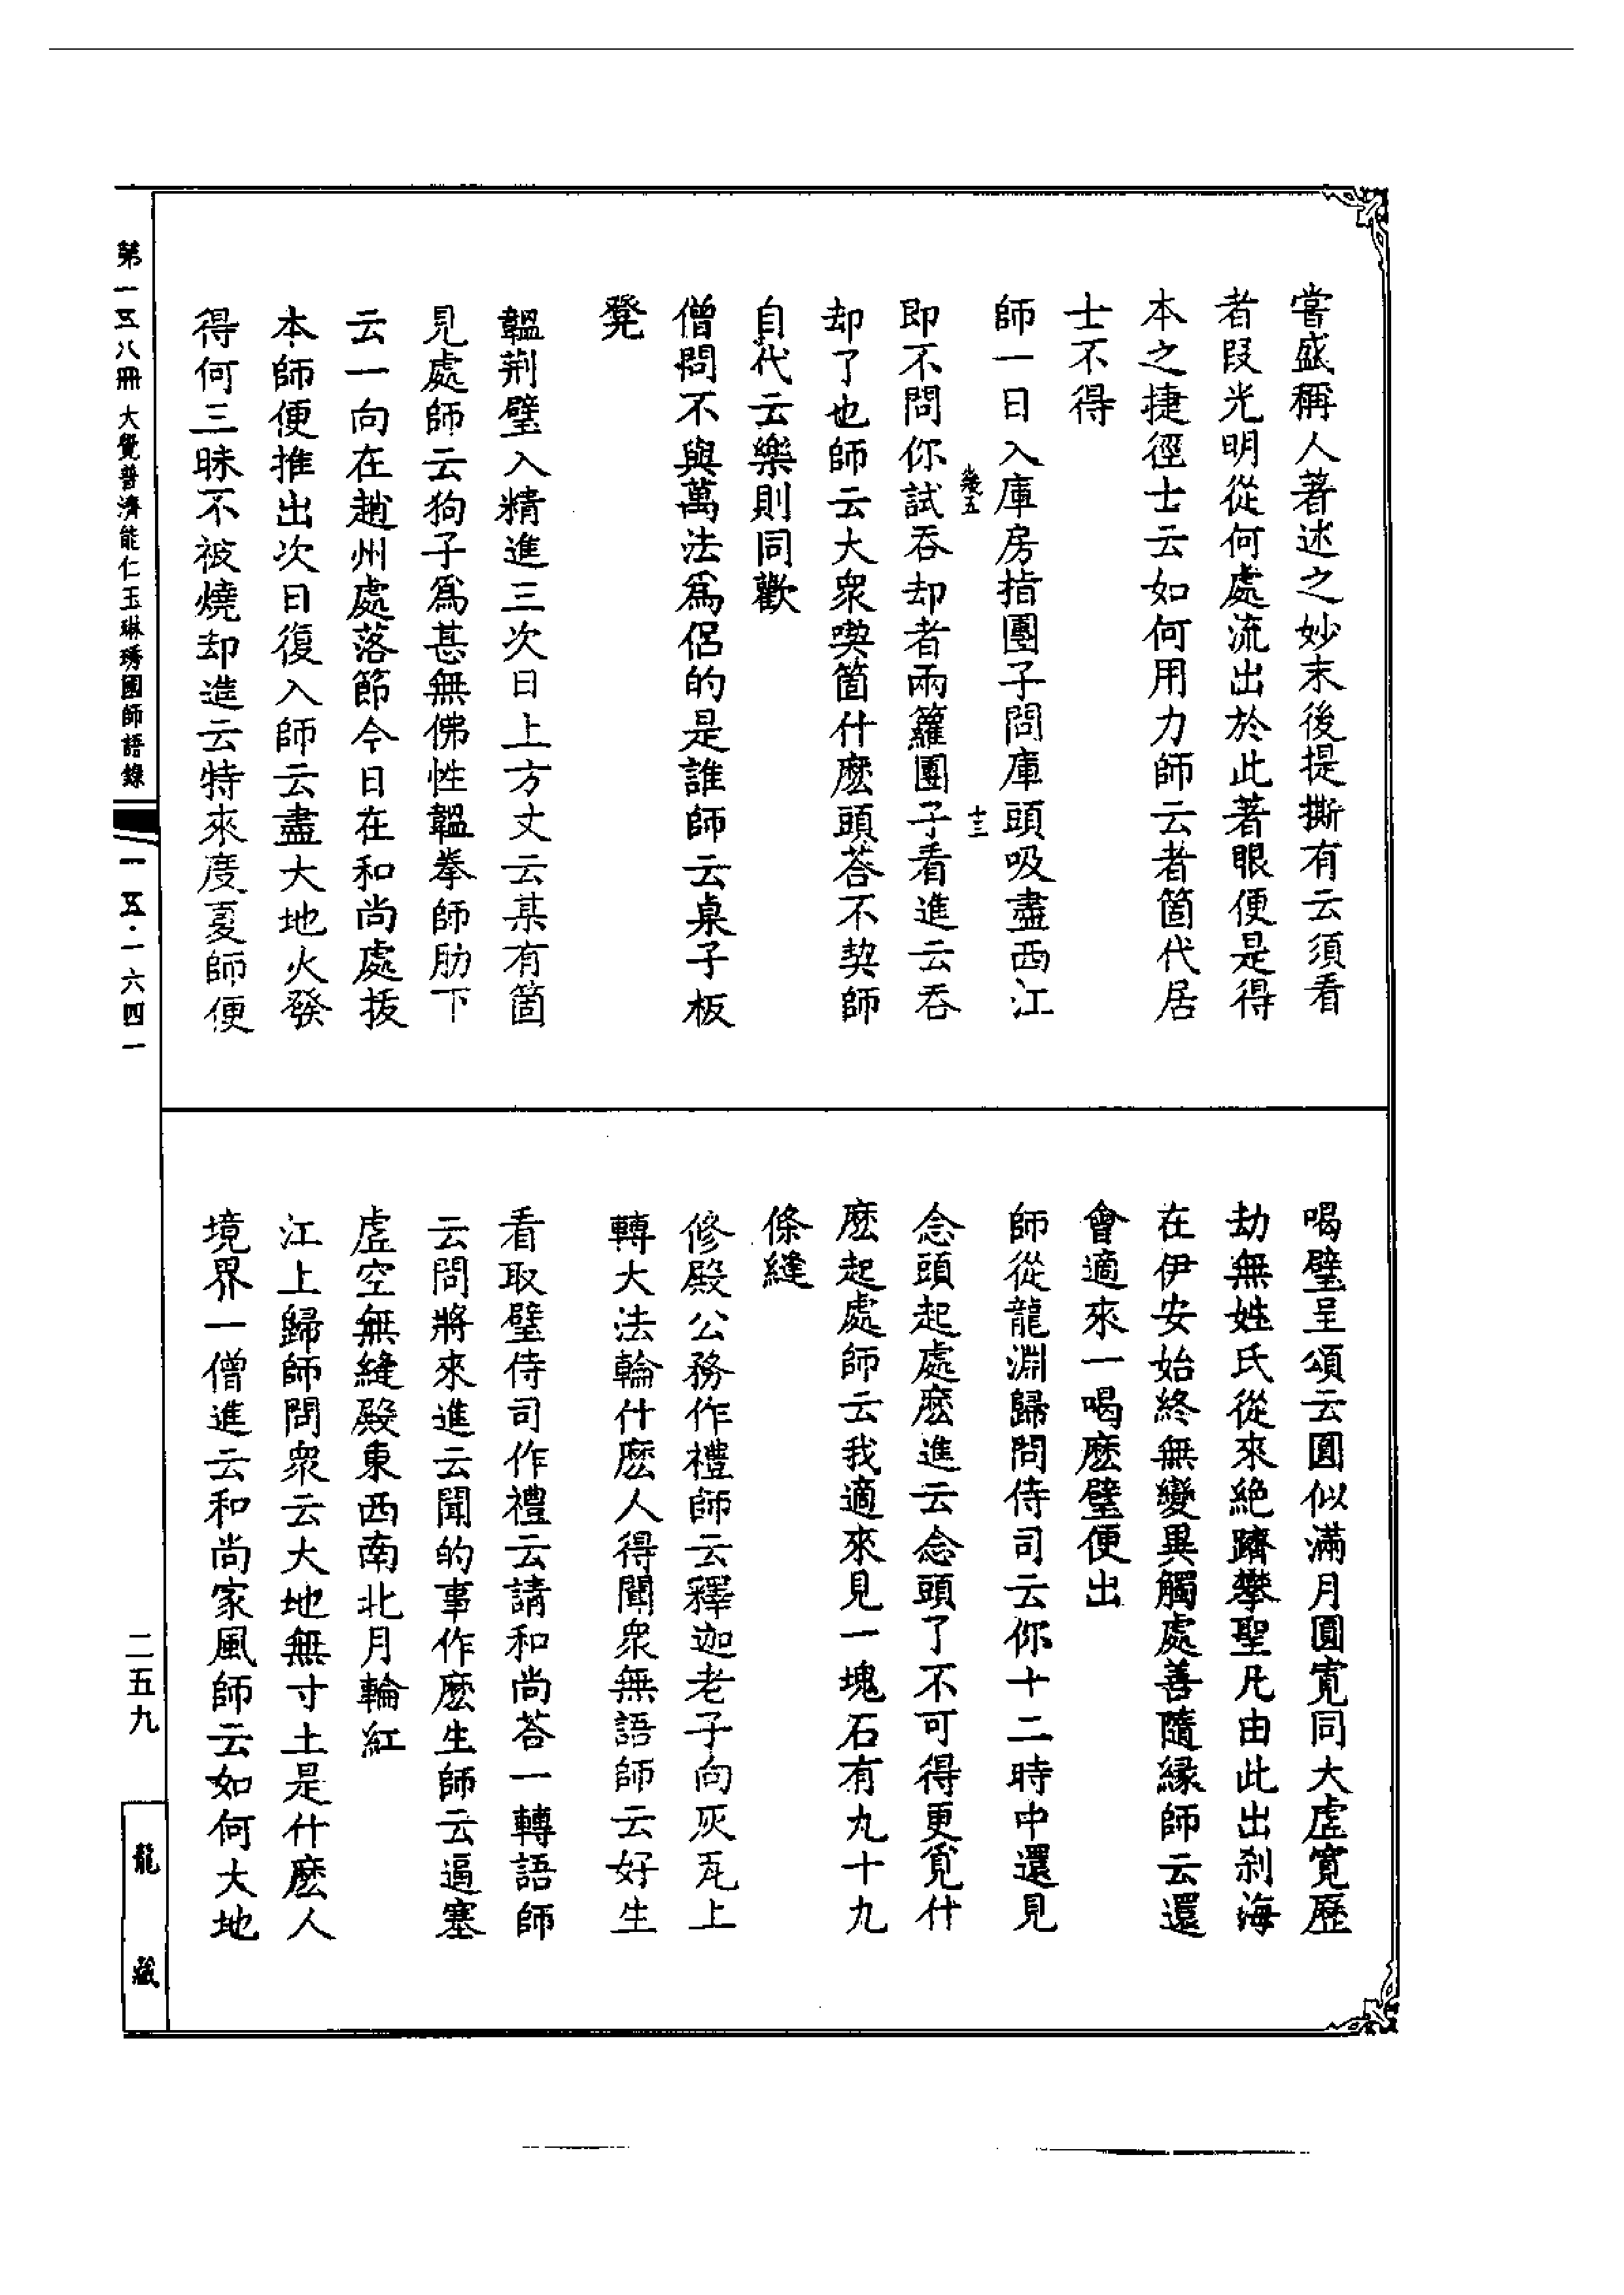 嘗盛稱人著述之妙末後提撕有云須看
者叚光明從何處流出於此著眼便是得
本之捷徑士云如何用力師云者箇代居
士不得
師一日入庫房指團子問庫頭吸盡西江
即不問你試吞却者兩籮團子看進云吞
却了也師云大衆喫箇什麽頭荅不契師
自代云樂則同歡
僧問不與萬法爲侶的是誰師云桌子板
凳
韞荆璧入精進三次日上方丈云某有箇
見處師云狗子爲甚無佛性韞拳師肋下
云一向在趙州處落節今日在和尚處拔
本師便推出次日復入師云盡大地火發
得何三昧不被燒却進云特來度夏師便
喝璧呈頌云圓似滿月圓寬同大虛寬歷
劫無姓氏從來絶躋攀聖凡由此出刹海
在伊安始終無變異觸處善隨緣師云還
會適來一喝麽璧便出
師從龍淵歸問侍司云你十二時中還見
念頭起處麽進云念頭了不可得更覓什
麽起處師云我適來見一塊石有九十九
條縫
修殿公務作禮師云釋迦老子向灰瓦上
轉大法輪什麽人得聞衆無語師云好生
看取璧侍司作禮云請和尚荅一轉語師
云問將來進云聞的事作麽生師云逼塞
虛空無縫殿東西南北月輪紅
江上歸師問衆云大地無寸土是什麽人
境界一僧進云和尚家風師云如何大地
十三
第一五八冊 大覺普濟能仁玉琳琇國師語錄
一五·一六四一
二五九
龍藏